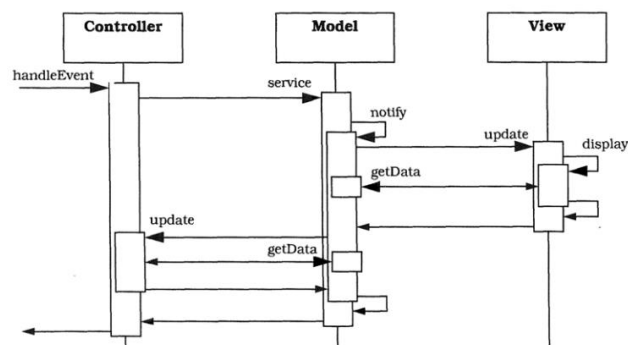 Controller
Model
View
handleEvent
service
notify
update
display
getData
update
getData